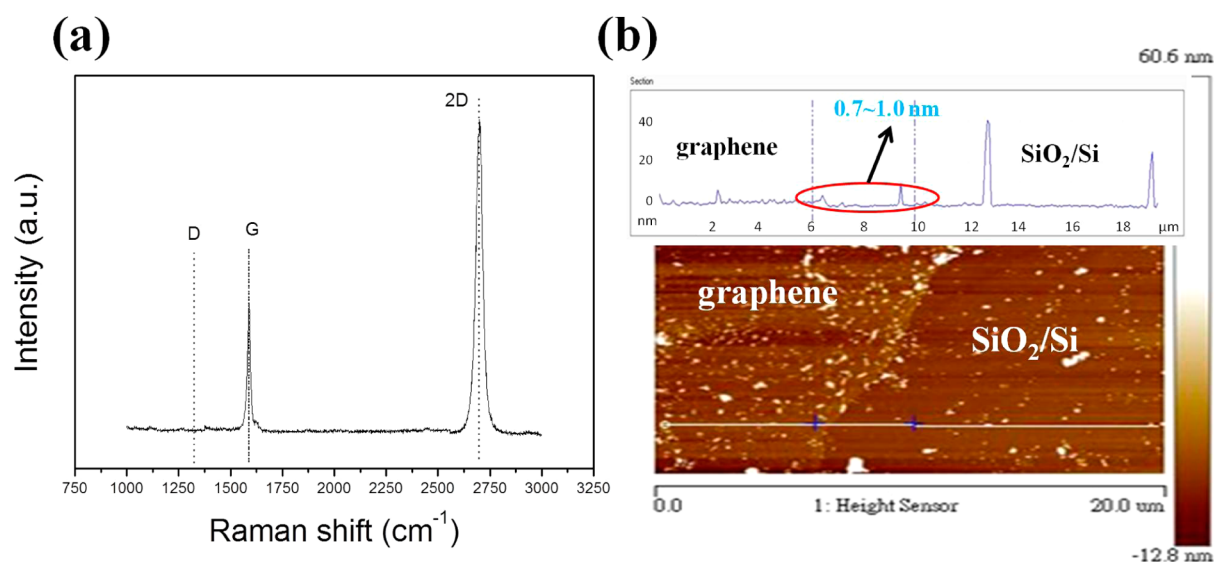 (a)
2D
D
G
Intensity (a.u.)
750 1000 1250 1500 1750 2000 2250 2500 2750 3000 3250
Raman shift (cm⁻¹)
(b)
60.6 nm
Section
0.7~1.0 nm
40
graphene
SiO₂/Si
20
0
nm
2 4 6 8 10 12 14 16 18 μm
graphene
SiO₂/Si
0.0 1: Height Sensor 20.0 um
-12.8 nm